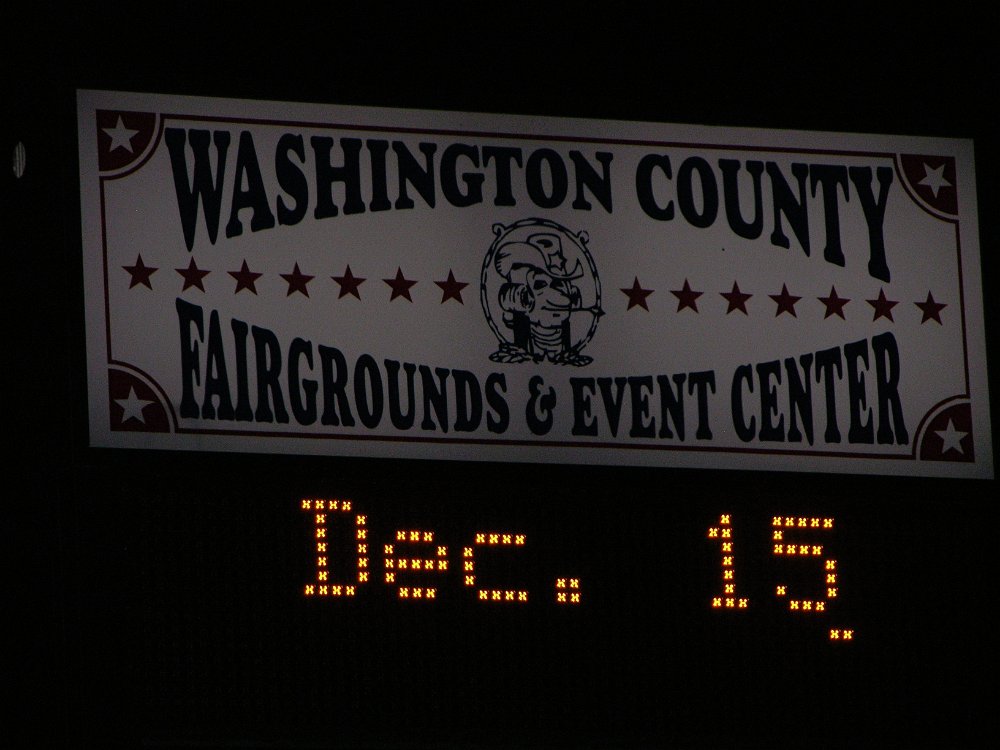 WASHINGTON COUNTY
FAIRGROUNDS & EVENT CENTER
Dec. 15